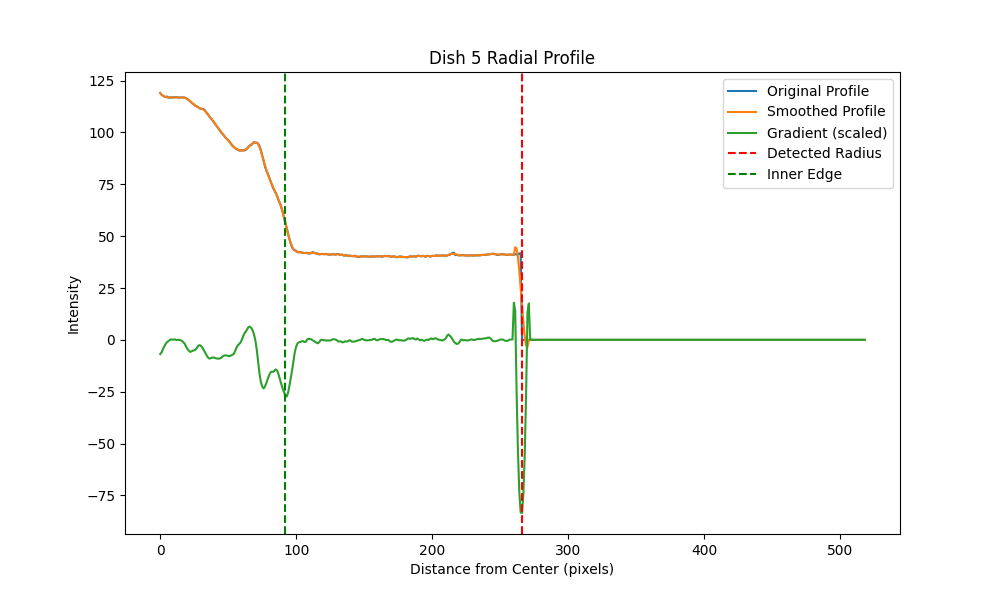 Dish 5 Radial Profile
Original Profile
Smoothed Profile
Gradient (scaled)
Detected Radius
Inner Edge
125
100
75
50
25
0
−25
−50
−75
Intensity
0 100 200 300 400 500
Distance from Center (pixels)